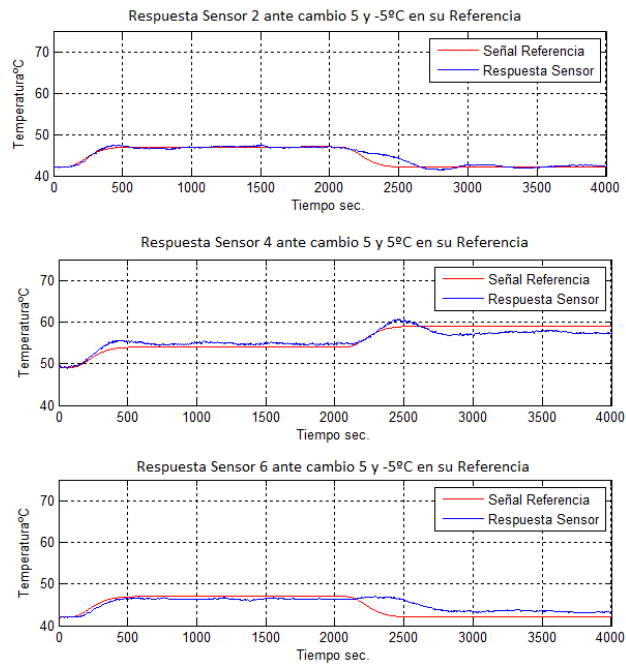 Respuesta Sensor 2 ante cambio 5 y -5ºC en su Referencia
TemperaturaºC
70
60
50
40
Señal Referencia
Respuesta Sensor
0 500 1000 1500 2000 2500 3000 3500 4000
Tiempo sec.
Respuesta Sensor 4 ante cambio 5 y 5ºC en su Referencia
TemperaturaºC
70
60
50
40
Señal Referencia
Respuesta Sensor
0 500 1000 1500 2000 2500 3000 3500 4000
Tiempo sec.
Respuesta Sensor 6 ante cambio 5 y -5ºC en su Referencia
TemperaturaºC
70
60
50
40
Señal Referencia
Respuesta Sensor
0 500 1000 1500 2000 2500 3000 3500 4000
Tiempo sec.